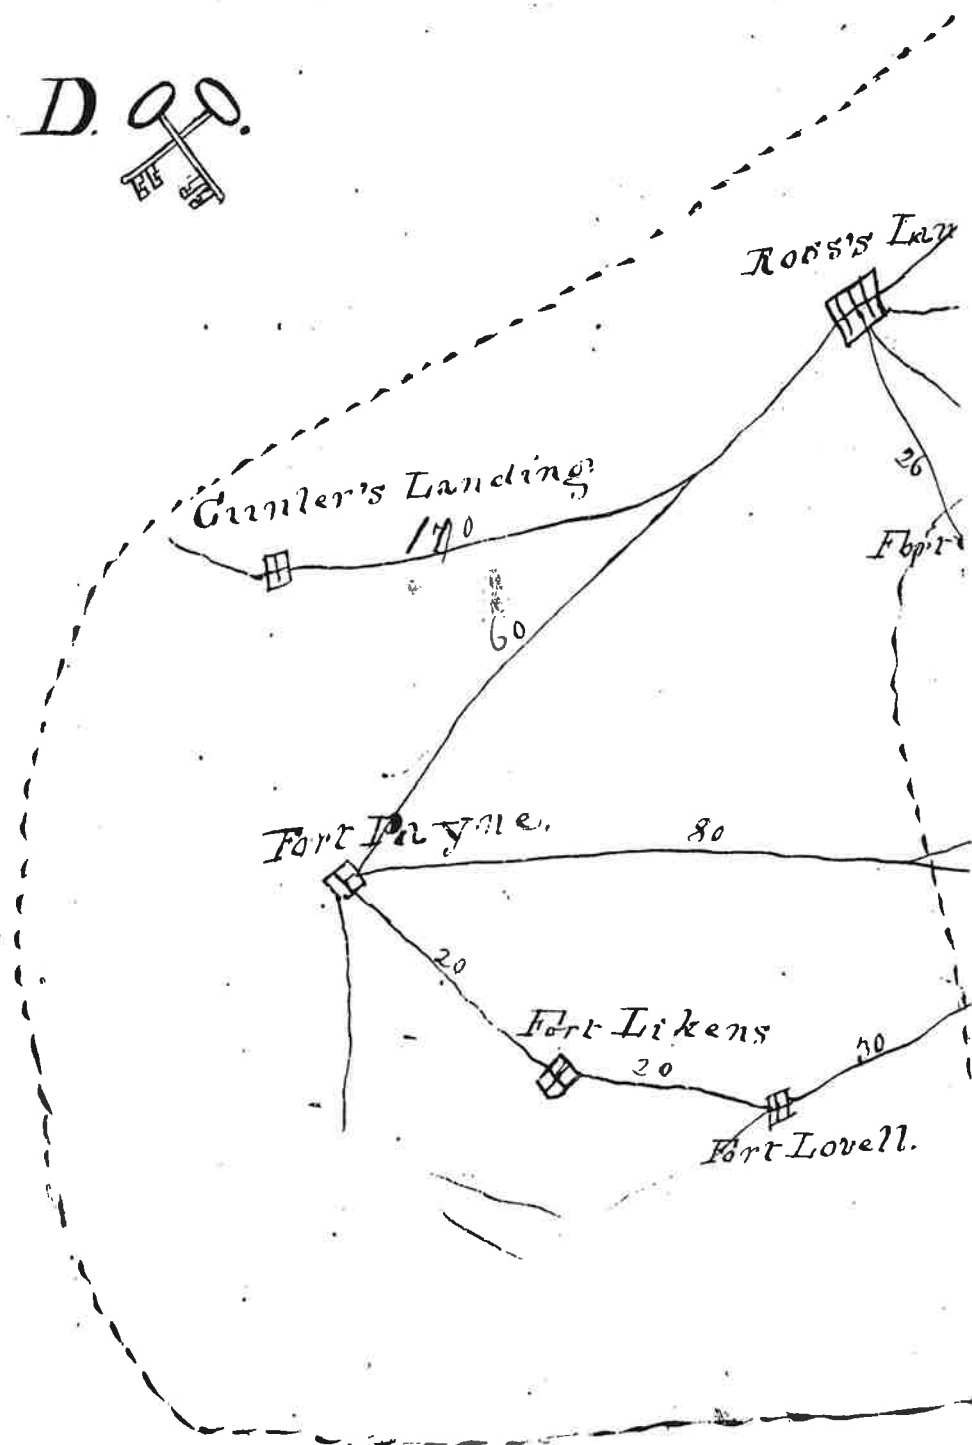 D.
Ross's Lan
26
Gunter's Landing
170
60
Fort Payne.
80
20
Fort Likens
20
30
Fort Lovell.